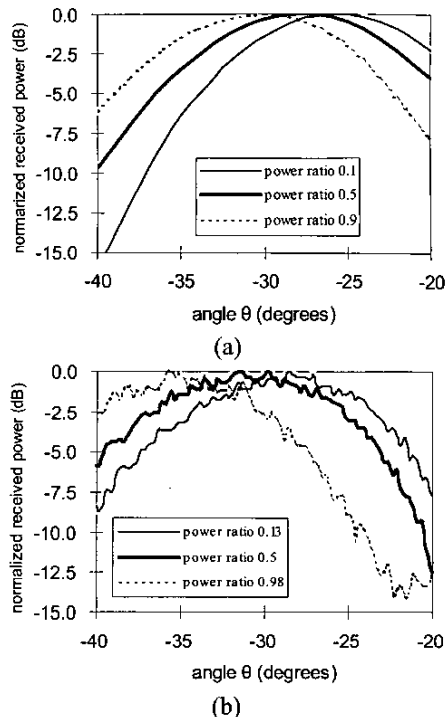 normarized received power (dB)
0.0
-2.5
-5.0
-7.5
-10.0
-12.5
-15.0
power ratio 0.1
power ratio 0.5
power ratio 0.9
-40 -35 -30 -25 -20
angle θ (degrees)
(a)
normalized received power (dB)
0.0
-2.5
-5.0
-7.5
-10.0
-12.5
-15.0
power ratio 0.13
power ratio 0.5
power ratio 0.98
-40 -35 -30 -25 -20
angle θ (degrees)
(b)